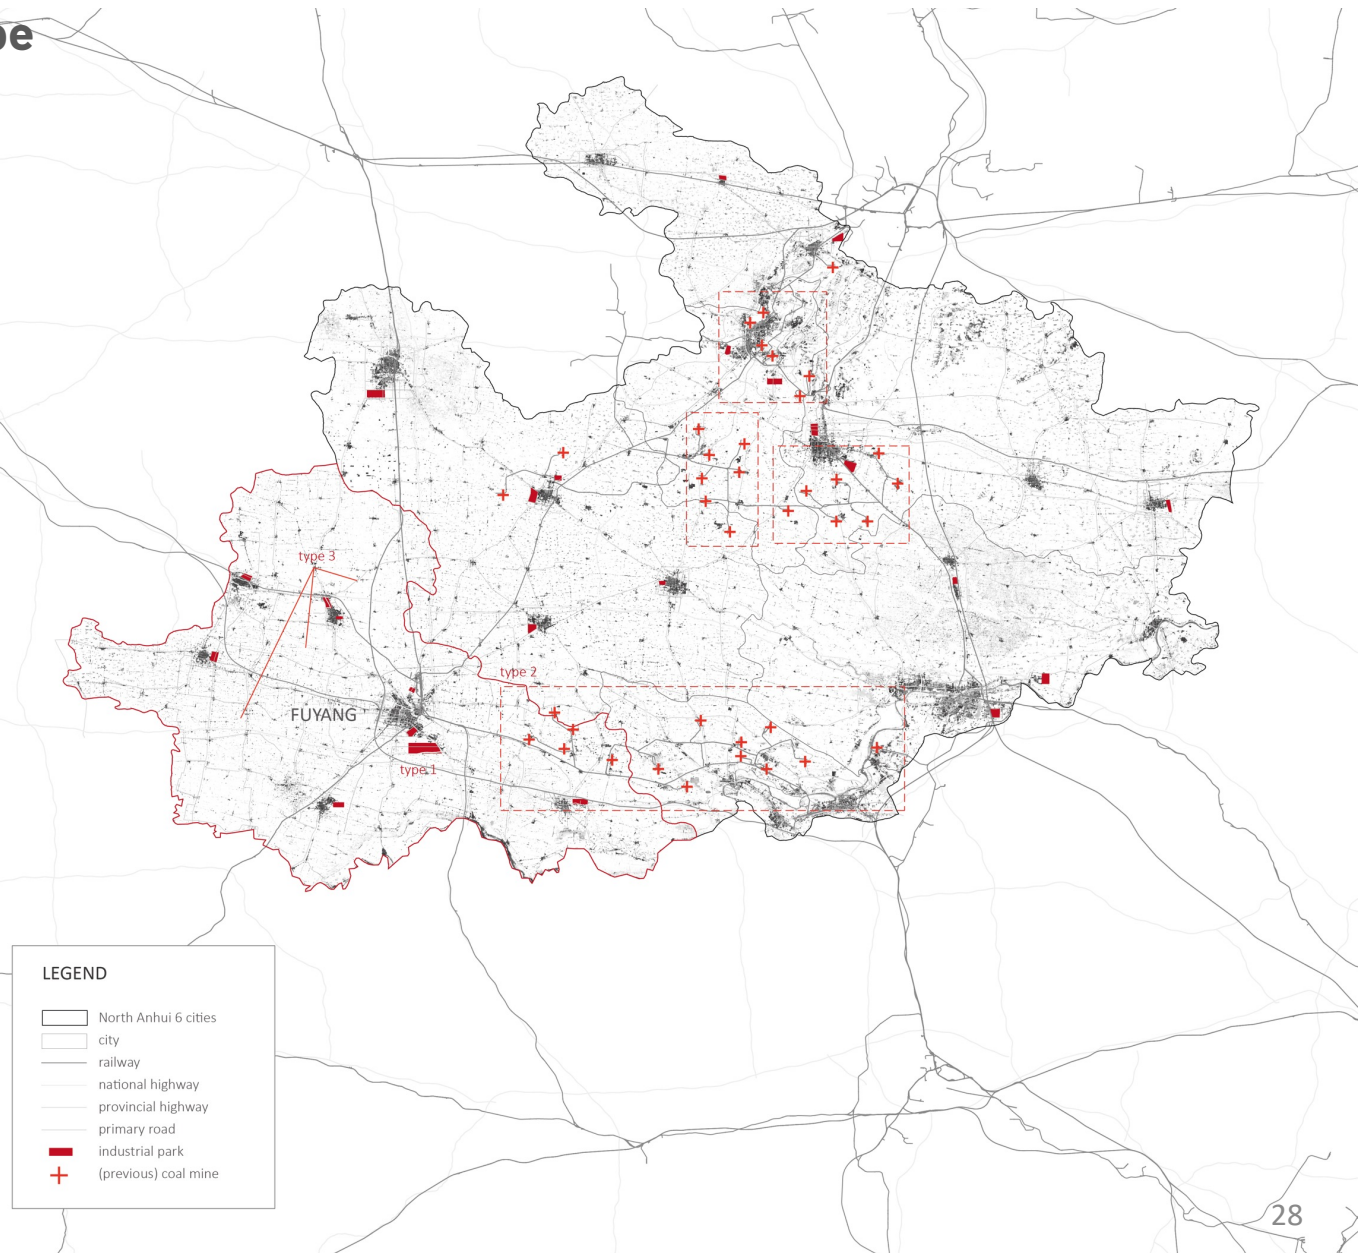 type 3
type 2
FUYANG
type 1
LEGEND
North Anhui 6 cities
city
railway
national highway
provincial highway
primary road
industrial park
(previous) coal mine
28